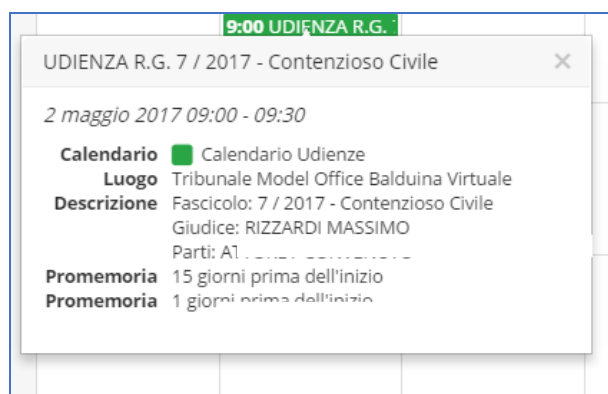 9:00 UDIENZA R.G.
UDIENZA R.G. 7 / 2017 - Contenzioso Civile ×
2 maggio 2017 09:00 - 09:30
Calendario Calendario Udienze
Luogo Tribunale Model Office Balduina Virtuale
Descrizione Fascicolo: 7 / 2017 - Contenzioso Civile
Giudice: RIZZARDI MASSIMO
Parti:
Promemoria 15 giorni prima dell'inizio
Promemoria 1 giorni prima dell'inizio